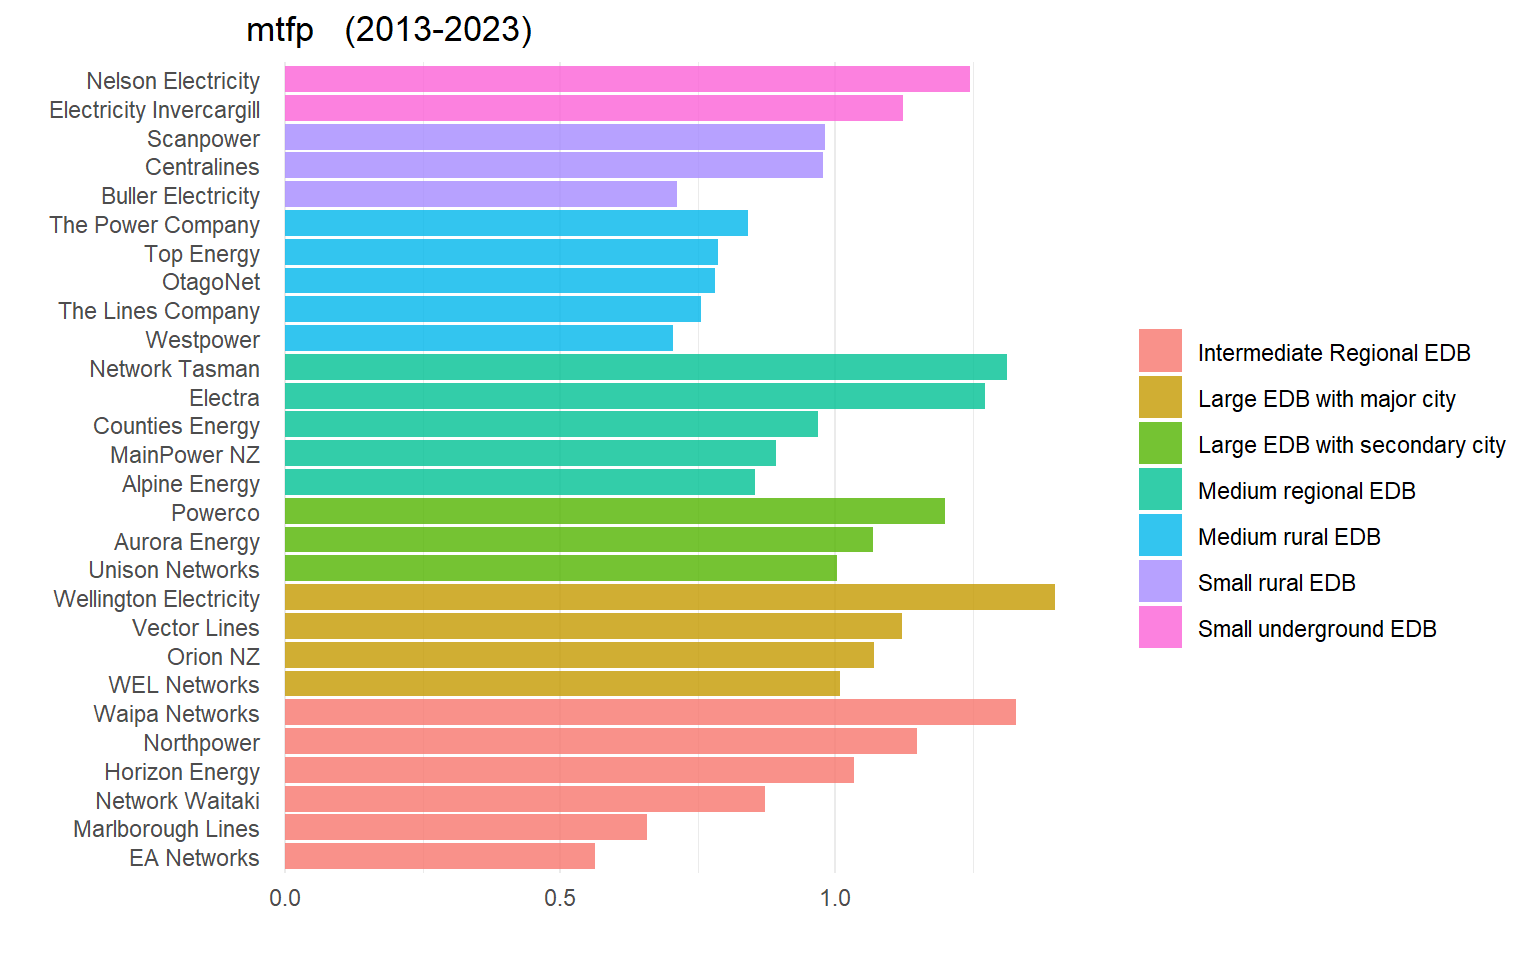 mtfp (2013-2023)
Nelson Electricity
Electricity Invercargill
Scanpower
Centralines
Buller Electricity
The Power Company
Top Energy
OtagoNet
The Lines Company
Westpower
Network Tasman
Electra
Counties Energy
MainPower NZ
Alpine Energy
Powerco
Aurora Energy
Unison Networks
Wellington Electricity
Vector Lines
Orion NZ
WEL Networks
Waipa Networks
Northpower
Horizon Energy
Network Waitaki
Marlborough Lines
EA Networks
0.0 0.5 1.0
Intermediate Regional EDB
Large EDB with major city
Large EDB with secondary city
Medium regional EDB
Medium rural EDB
Small rural EDB
Small underground EDB